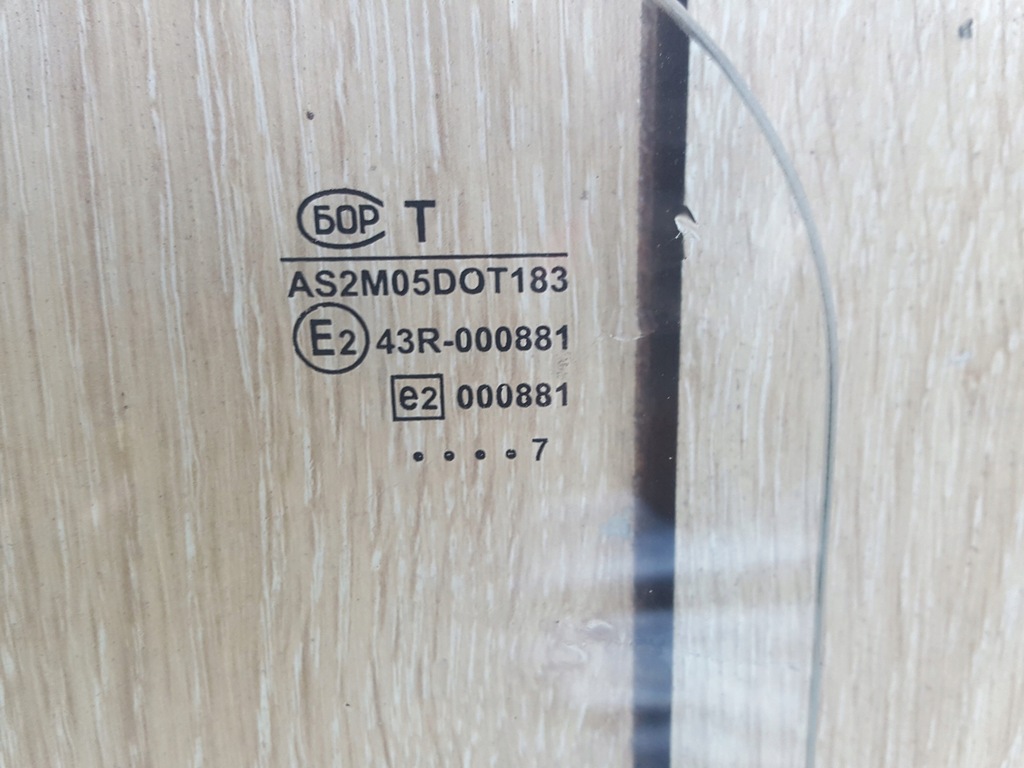 БОР T
AS2M05DOT183
E2 43R-000881
e2 000881
. . . . 7